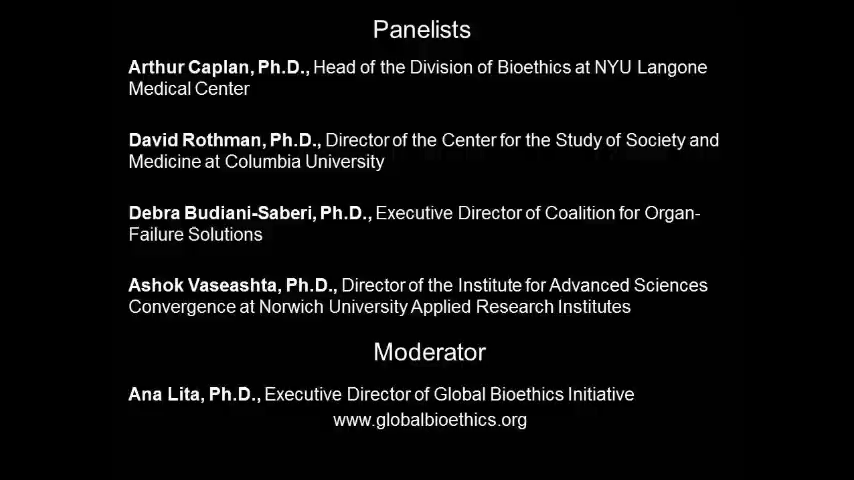 Panelists
Arthur Caplan, Ph.D., Head of the Division of Bioethics at NYU Langone
Medical Center
David Rothman, Ph.D., Director of the Center for the Study of Society and
Medicine at Columbia University
Debra Budiani-Saberi, Ph.D., Executive Director of Coalition for Organ-
Failure Solutions
Ashok Vaseashta, Ph.D., Director of the Institute for Advanced Sciences
Convergence at Norwich University Applied Research Institutes
Moderator
Ana Lita, Ph.D., Executive Director of Global Bioethics Initiative
www.globalbioethics.org